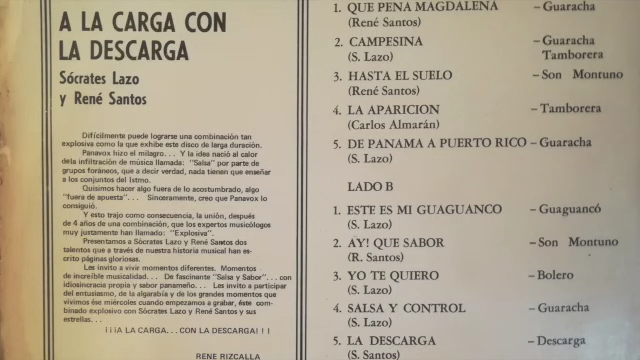 A LA CARGA CON
LA DESCARGA
Sócrates Lazo
y René Santos
Difícilmente puede lograrse una combinación tan
explosiva como la que exhibe este disco de larga duración.
Panavox hizo el milagro... Y la idea nació al calor
de la infiltración de música llamada: "Salsa" por parte de
grupos foráneos, que a decir verdad, nada tienen que enseñar
a los conjuntos del Istmo.
Quisimos hacer algo fuera de lo acostumbrado, algo
"fuera de apuesta"... Sinceramente, creo que Panavox lo
consiguió.
Y esto trajo como consecuencia, la unión, después
de 4 años de una combinación, que los expertos musicólogos
muy justamente han llamado: "Explosiva".
Presentamos a Sócrates Lazo y René Santos dos
talentos que a través de nuestra historia musical han es-
crito páginas gloriosas.
Les invito a vivir momentos diferentes. Momentos
de increíble musicalidad... De fascinante "Salsa y Sabor"... con
idiosincracia propia y sabor panameño... Les invito a participar
del entusiasmo, de la algarabía y de los grandes momentos que
vivimos ése miércoles cuando empezamos a grabar, éste com-
binado explosivo con Sócrates Lazo y René Santos y sus
estrellas...
¡¡¡A LA CARGA...CON LA DESCARGA!!!
RENE RIZCALLA
1. QUE PENA MAGDALENA – Guaracha
(René Santos)
2. CAMPESINA – Guaracha
(S. Lazo) Tamborera
3. HASTA EL SUELO – Son Montuno
(René Santos)
4. LA APARICION – Tamborera
(Carlos Almarán)
5. DE PANAMA A PUERTO RICO – Guaracha
(S. Lazo)
LADO B
1. ESTE ES MI GUAGUANCO – Guaguancó
(S. Lazo)
2. AY! QUE SABOR – Son Montuno
(R. Santos)
3. YO TE QUIERO – Bolero
(S. Lazo)
4. SALSA Y CONTROL – Guaracha
(S. Lazo)
5. LA DESCARGA – Descarga
(S. Santos)